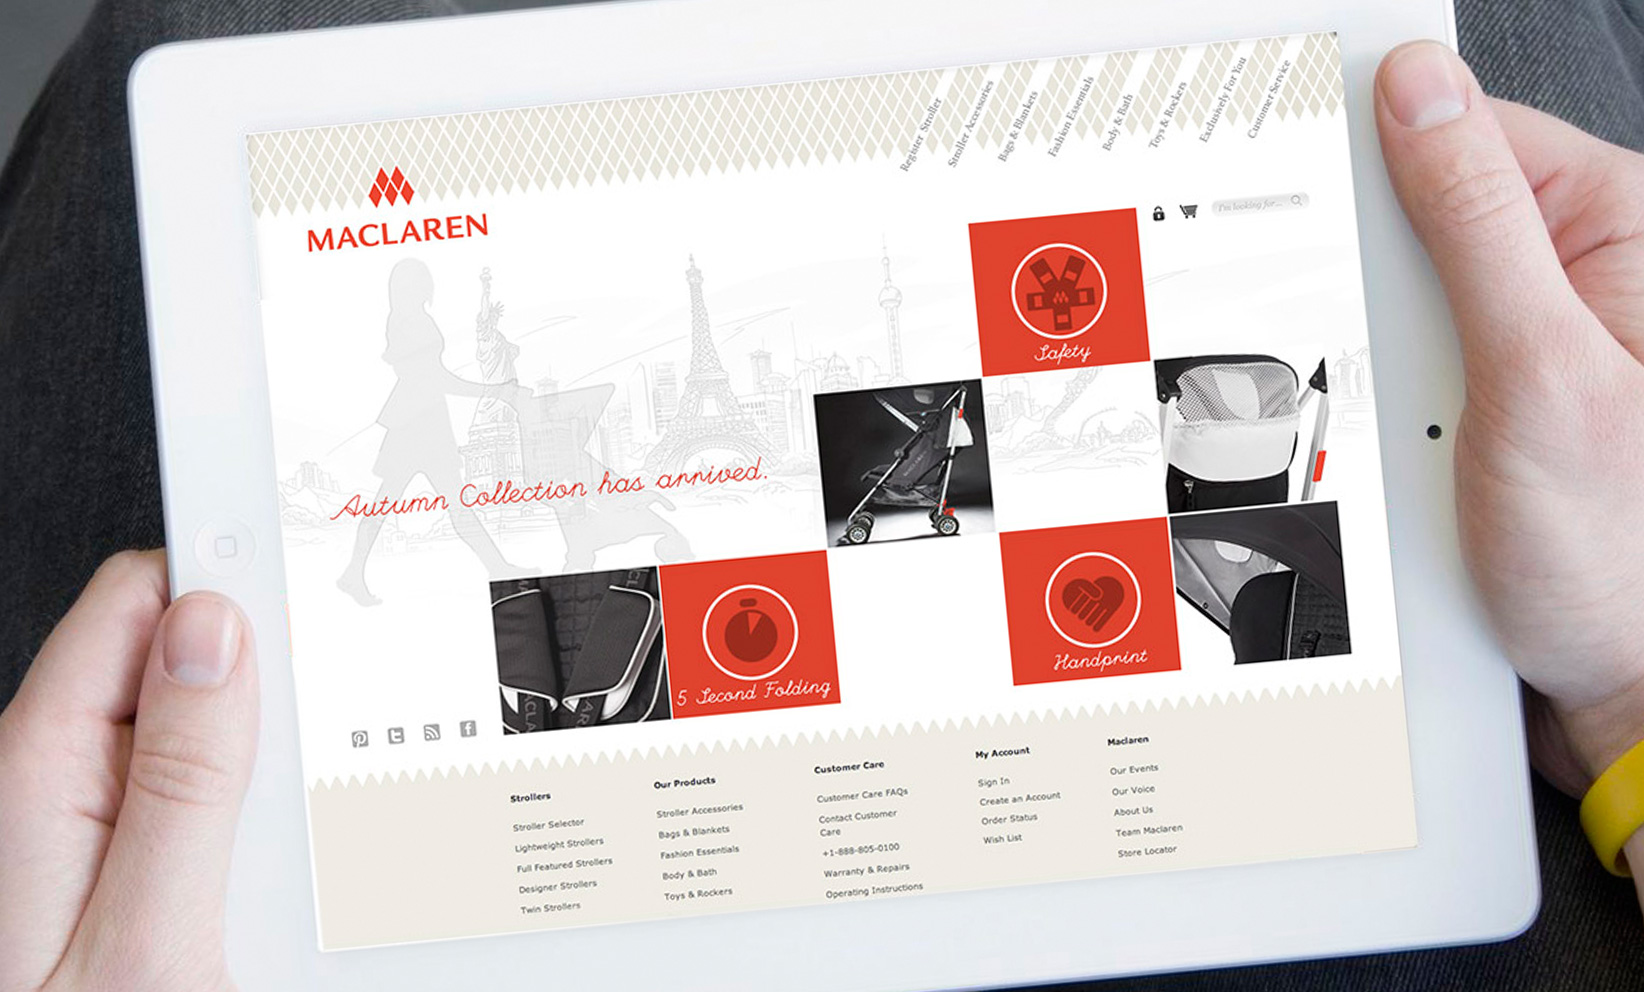 Register Stroller
Stroller Accessories
Bags & Blankets
Fashion Essentials
Body & Bath
Toys & Rockers
Exclusively For You
Customer Service
MACLAREN
I'm looking for...
Safety
Autumn Collection has arrived.
5 Second Folding
Handprint
Strollers
Stroller Selector
Lightweight Strollers
Full Featured Strollers
Designer Strollers
Twin Strollers
Our Products
Stroller Accessories
Bags & Blankets
Fashion Essentials
Body & Bath
Toys & Rockers
Customer Care
Customer Care FAQs
Contact Customer
Care
+1-888-805-0100
Warranty & Repairs
Operating Instructions
My Account
Sign In
Create an Account
Order Status
Wish List
Maclaren
Our Events
Our Voice
About Us
Team Maclaren
Store Locator